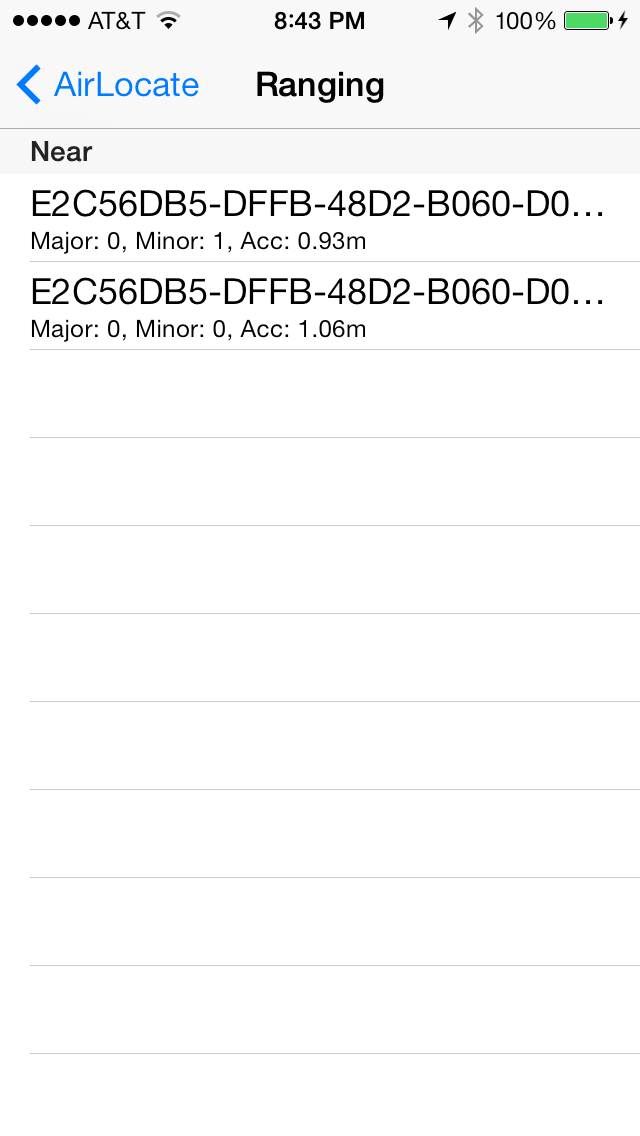 AT&T 8:43 PM 100%
AirLocate Ranging
Near
E2C56DB5-DFFB-48D2-B060-D0...
Major: 0, Minor: 1, Acc: 0.93m
E2C56DB5-DFFB-48D2-B060-D0...
Major: 0, Minor: 0, Acc: 1.06m